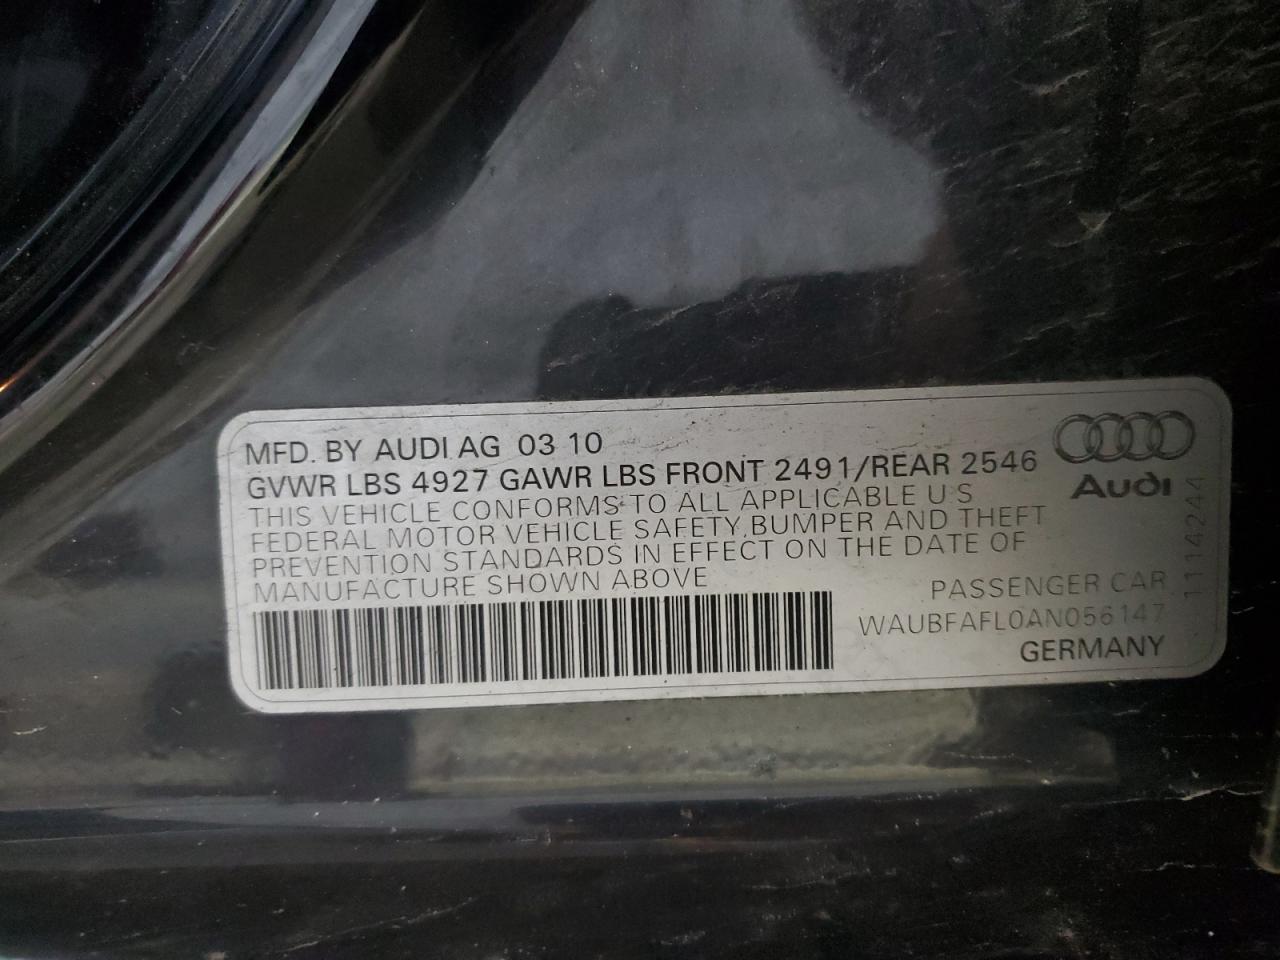 MFD. BY AUDI AG 03 10
GVWR LBS 4927 GAWR LBS FRONT 2491/REAR 2546
THIS VEHICLE CONFORMS TO ALL APPLICABLE U S
FEDERAL MOTOR VEHICLE SAFETY, BUMPER AND THEFT
PREVENTION STANDARDS IN EFFECT ON THE DATE OF
MANUFACTURE SHOWN ABOVE
Audi
PASSENGER CAR
WAUBFAFL0AN056147
GERMANY
11142444